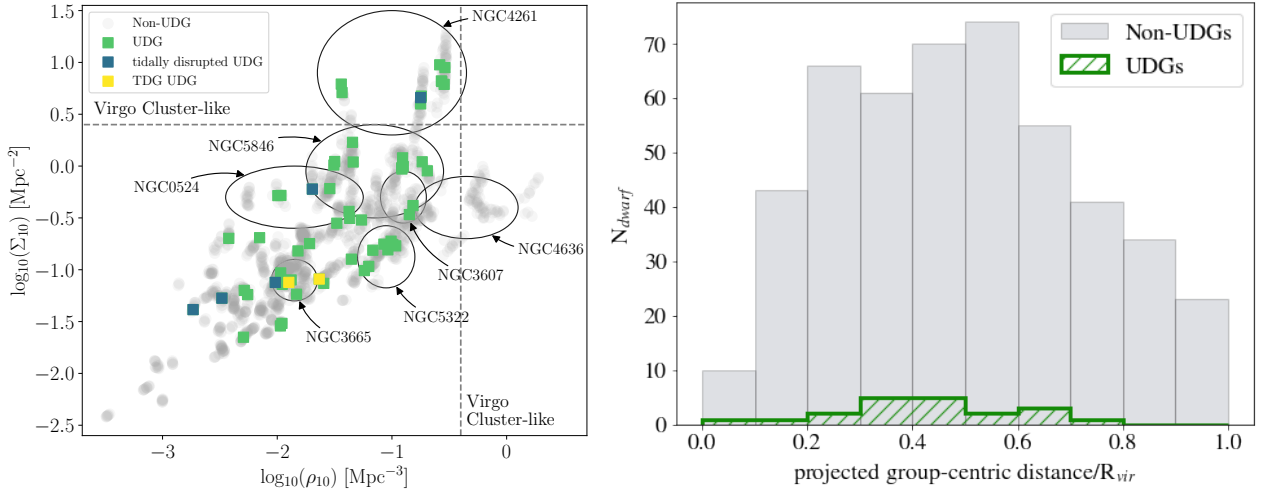 Non-UDG
UDG
tidally disrupted UDG
TDG UDG
NGC4261
Virgo Cluster-like
NGC5846
NGC0524
NGC4636
NGC3607
NGC5322
NGC3665
Virgo
Cluster-like
1.5
1.0
0.5
0.0
−0.5
−1.0
−1.5
−2.0
−2.5
log₁₀(Σ₁₀) [Mpc⁻²]
−3
−2
−1
0
log₁₀(ρ₁₀) [Mpc⁻³]
Non-UDGs
UDGs
70
60
50
40
30
20
10
0
N_dwarf
0.0
0.2
0.4
0.6
0.8
1.0
projected group-centric distance/R_vir